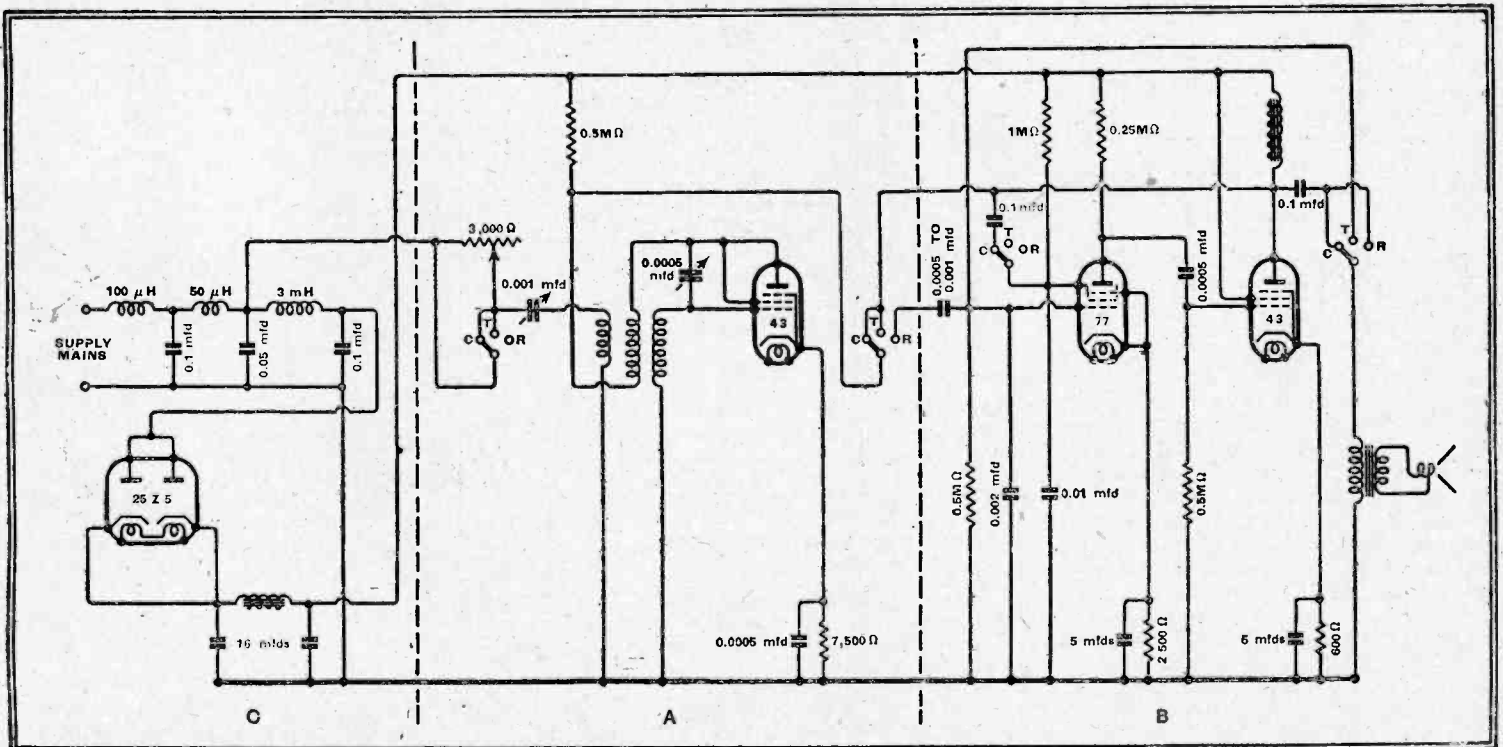 100 μH
50 μH
3 mH
SUPPLY
MAINS
0.1 mfd
0.05 mfd
0.1 mfd
25 Z 5
16 mfds
C
0.5MΩ
3,000 Ω
0.001 mfd
T
C
R
0.0005
mfd
43
0.0005 mfd
7,500 Ω
A
T
C
R
0.0005 TO
0.001 mfd
1MΩ
0.25MΩ
0.1 mfd
T
C
R
77
0.0005 mfd
43
0.1 mfd
T
C
R
0.5MΩ
0.002 mfd
0.01 mfd
0.5MΩ
5 mfds
2 500 Ω
5 mfds
600 Ω
B